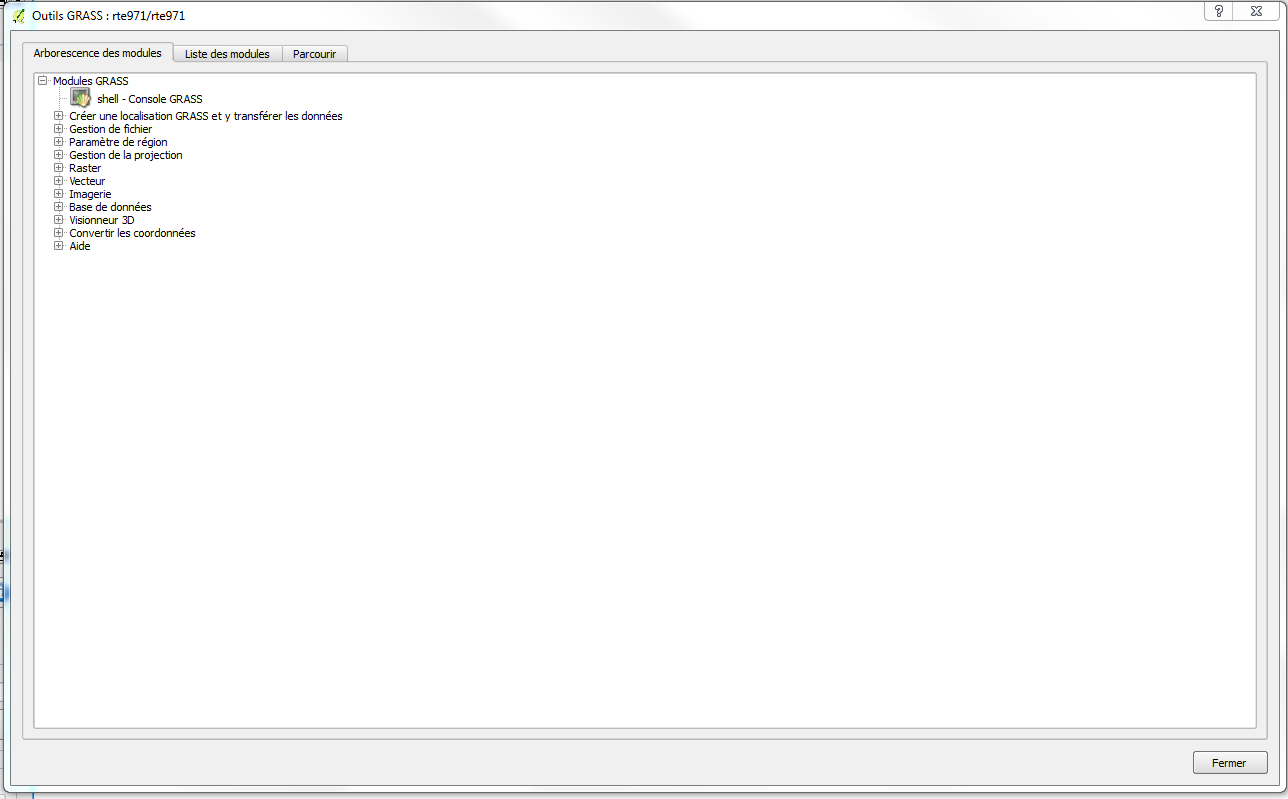 Outils GRASS : rte971/rte971
Arborescence des modules
Liste des modules
Parcourir
Modules GRASS
shell - Console GRASS
Créer une localisation GRASS et y transférer les données
Gestion de fichier
Paramètre de région
Gestion de la projection
Raster
Vecteur
Imagerie
Base de données
Visionneur 3D
Convertir les coordonnées
Aide
Fermer